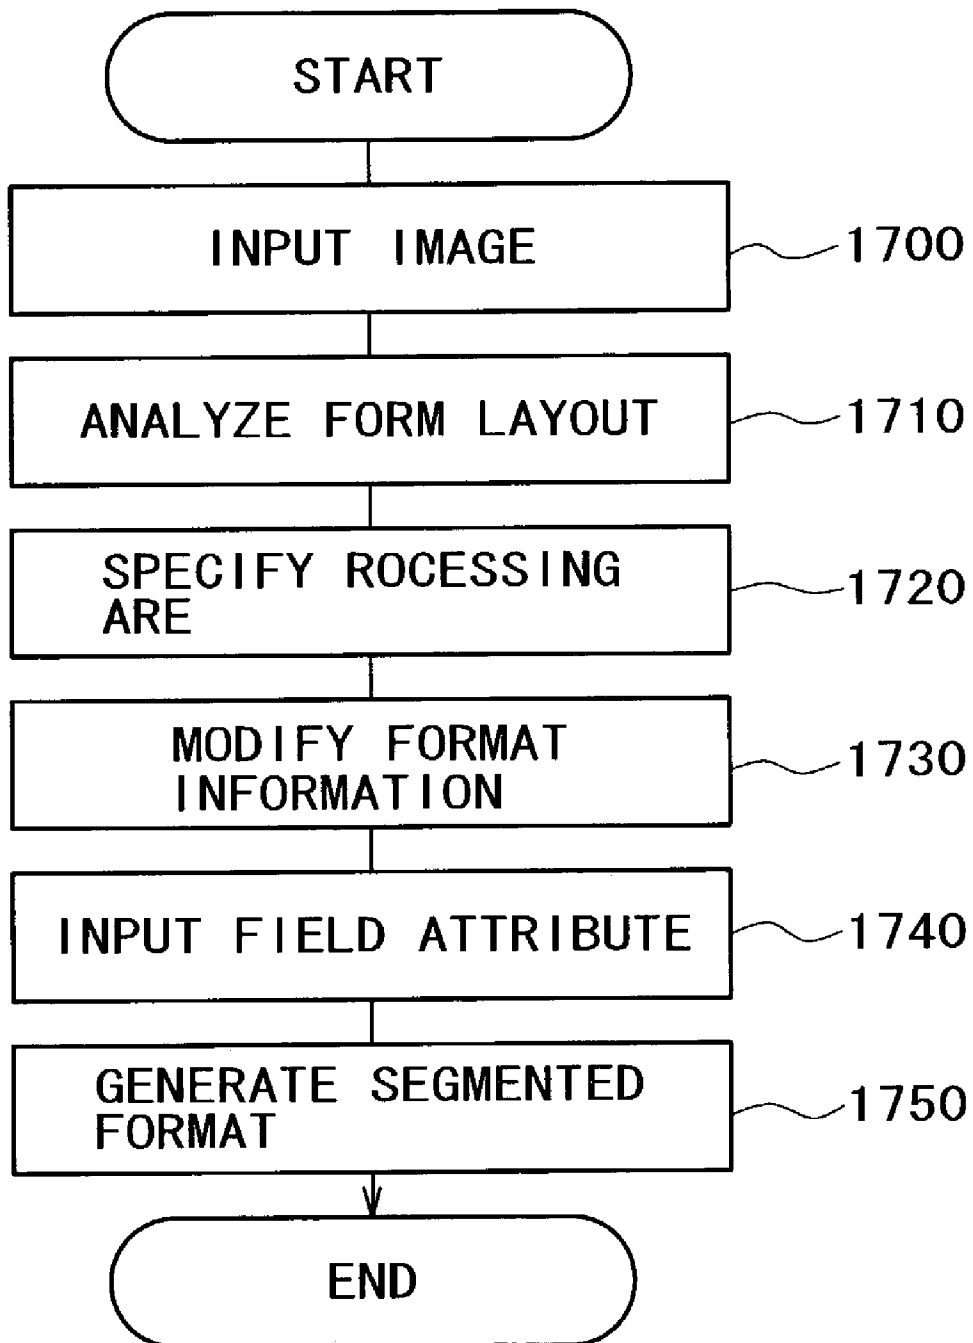 START
INPUT IMAGE
1700
ANALYZE FORM LAYOUT
1710
SPECIFY ROCESSING
ARE
1720
MODIFY FORMAT
INFORMATION
1730
INPUT FIELD ATTRIBUTE
1740
GENERATE SEGMENTED
FORMAT
1750
END